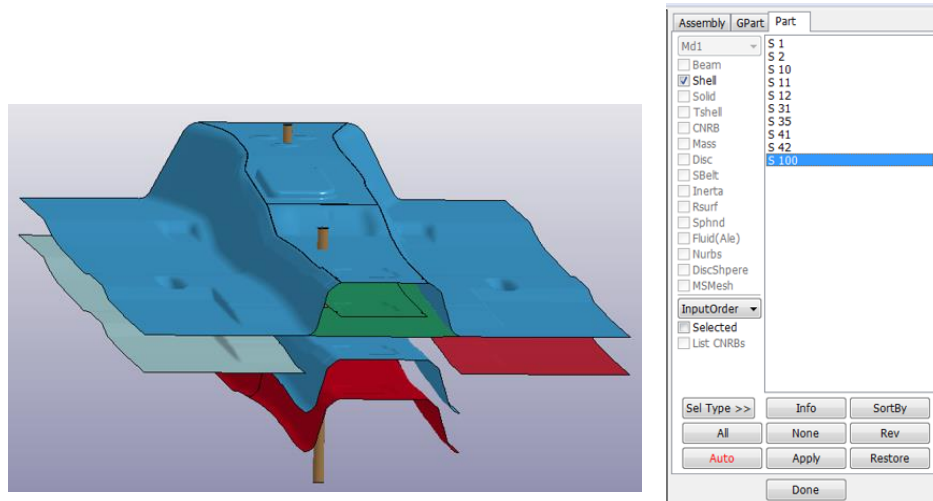 Assembly GPart Part
Md1
Beam
Shell
Solid
Tshell
CNRB
Mass
Disc
SBelt
Inerta
Rsurf
Sphnd
Fluid(Ale)
Nurbs
DiscShpere
MSMesh
InputOrder
Selected
List CNRBs
S 1
S 2
S 10
S 11
S 12
S 31
S 35
S 41
S 42
S 100
Sel Type >> Info SortBy
All None Rev
Auto Apply Restore
Done